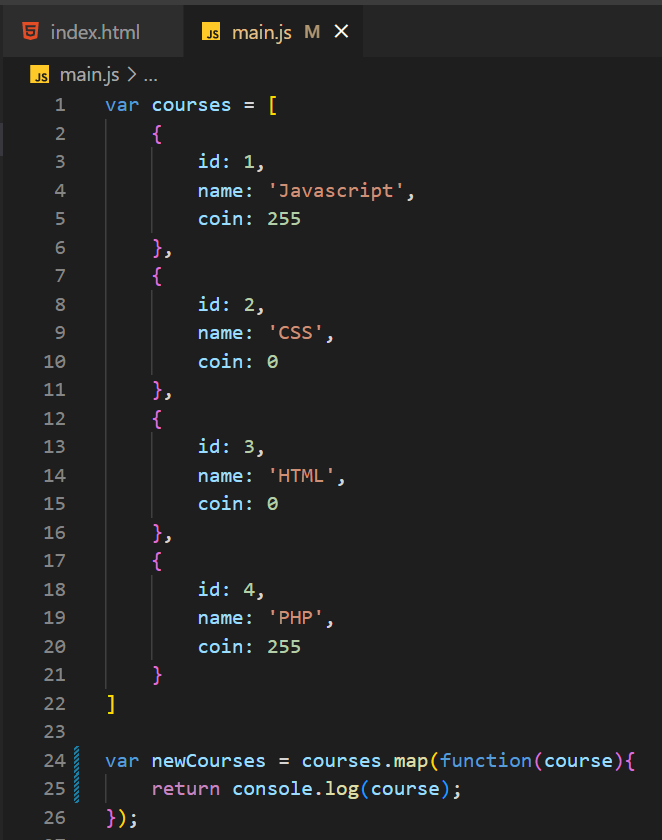 index.html
JS main.js M ×
JS main.js > ...
1 var courses = [
2     {
3         id: 1,
4         name: 'Javascript',
5         coin: 255
6     },
7     {
8         id: 2,
9         name: 'CSS',
10         coin: 0
11     },
12     {
13         id: 3,
14         name: 'HTML',
15         coin: 0
16     },
17     {
18         id: 4,
19         name: 'PHP',
20         coin: 255
21     }
22 ]
23
24 var newCourses = courses.map(function(course){
25     return console.log(course);
26 });